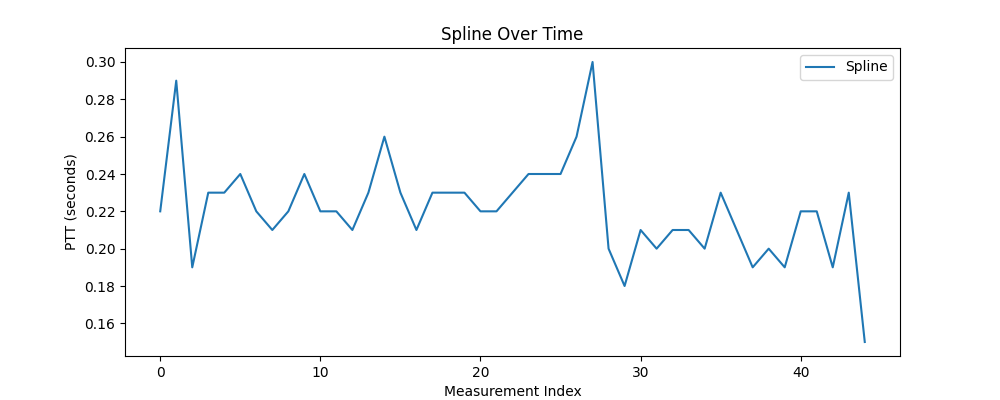 Spline Over Time
Spline
PTT (seconds)
0.30
0.28
0.26
0.24
0.22
0.20
0.18
0.16
0 10 20 30 40
Measurement Index